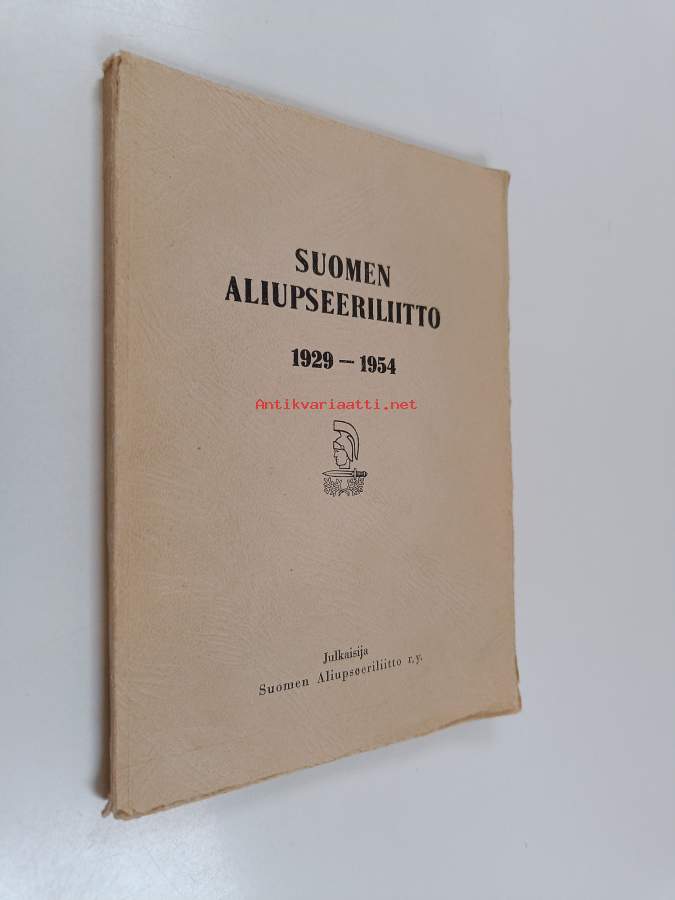 SUOMEN
ALIUPSEERILIITTO
1929 — 1954
Antikvariaatti.net
Julkaisija
Suomen Aliupseeriliitto r.y.